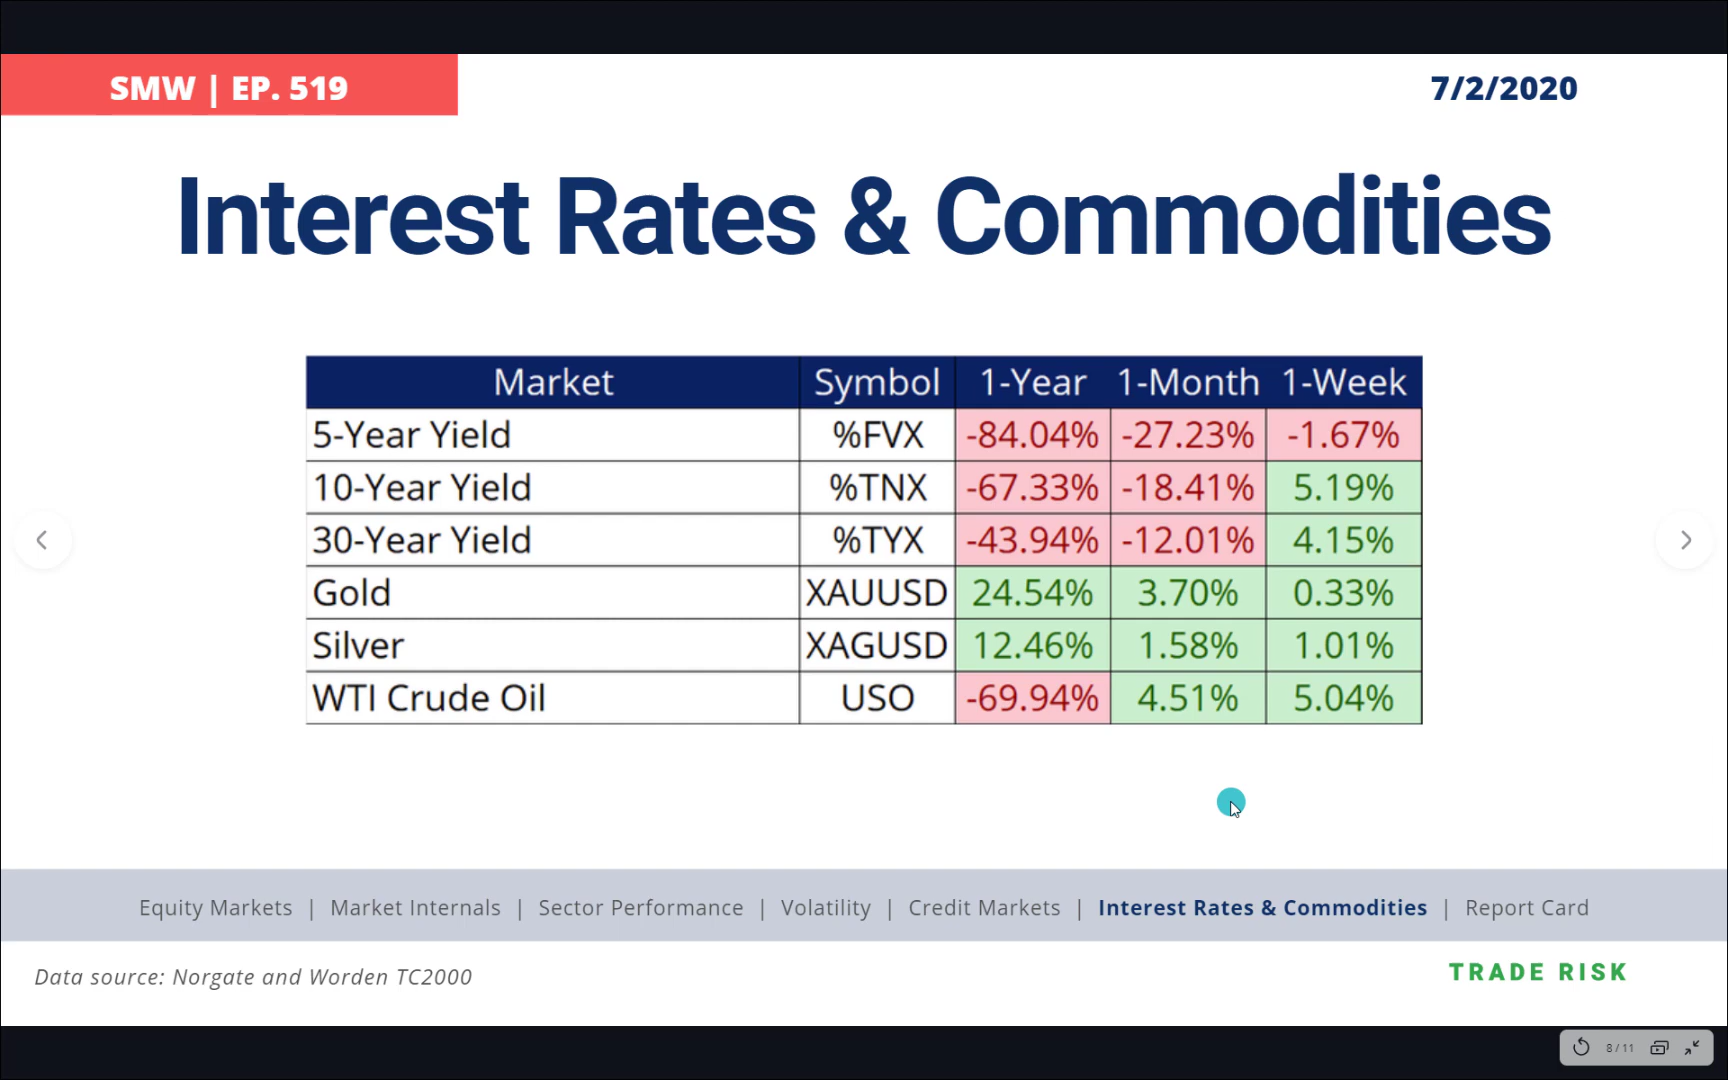 SMW | EP. 519
7/2/2020
Interest Rates & Commodities
Market Symbol 1-Year 1-Month 1-Week
5-Year Yield %FVX -84.04% -27.23% -1.67%
10-Year Yield %TNX -67.33% -18.41% 5.19%
30-Year Yield %TYX -43.94% -12.01% 4.15%
Gold XAUUSD 24.54% 3.70% 0.33%
Silver XAGUSD 12.46% 1.58% 1.01%
WTI Crude Oil USO -69.94% 4.51% 5.04%
Equity Markets | Market Internals | Sector Performance | Volatility | Credit Markets | Interest Rates & Commodities | Report Card
Data source: Norgate and Worden TC2000
TRADE RISK
8/11